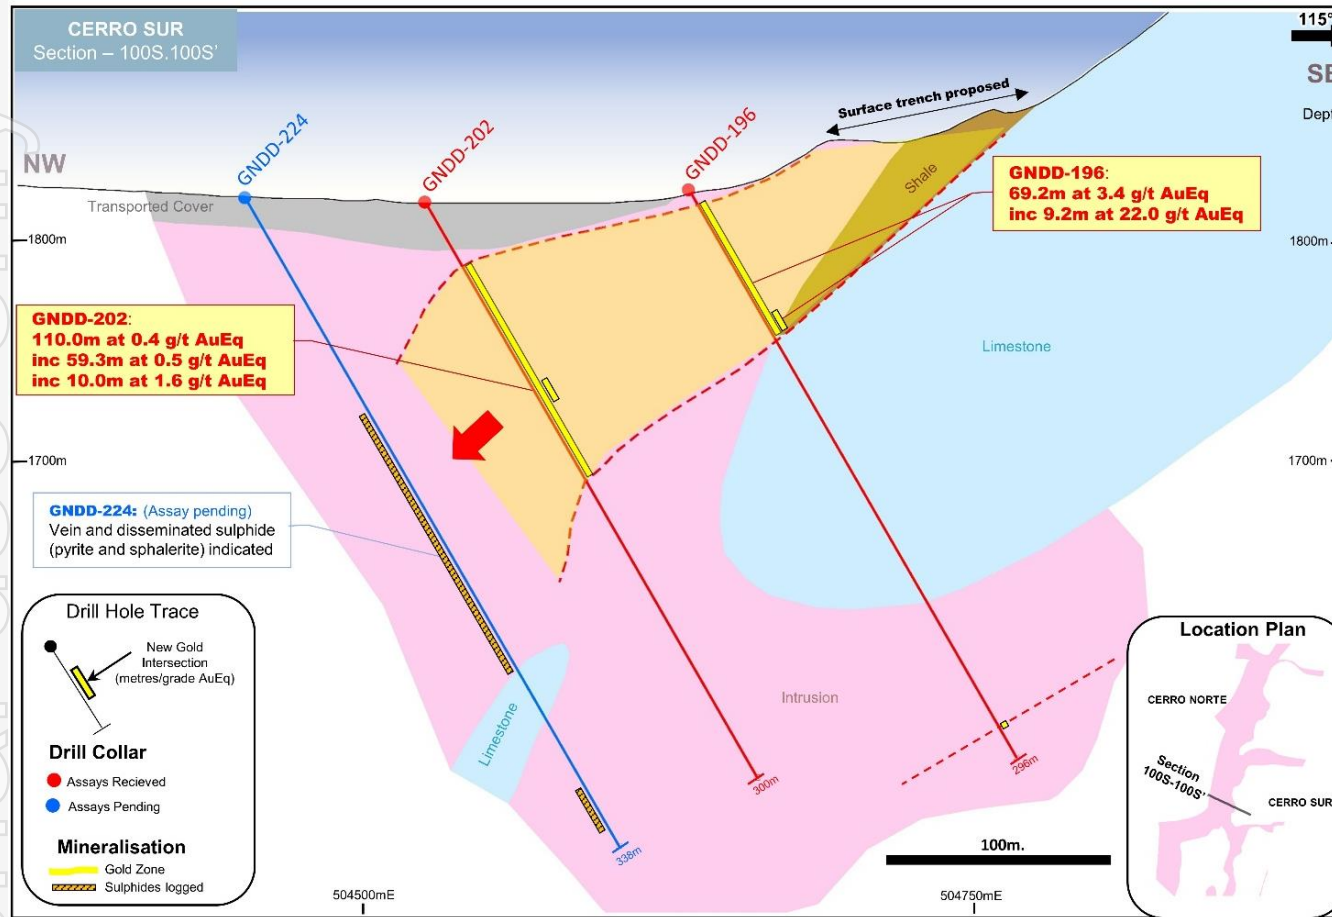 CERRO SUR
Section – 100S.100S'
115°
SE
Dept
NW
GNDD-224
GNDD-202
GNDD-196
Surface trench proposed
Transported Cover
Shale
1800m
1800m
GNDD-196:
69.2m at 3.4 g/t AuEq
inc 9.2m at 22.0 g/t AuEq
GNDD-202:
110.0m at 0.4 g/t AuEq
inc 59.3m at 0.5 g/t AuEq
inc 10.0m at 1.6 g/t AuEq
Limestone
1700m
1700m
GNDD-224: (Assay pending)
Vein and disseminated sulphide
(pyrite and sphalerite) indicated
Drill Hole Trace
New Gold
Intersection
(metres/grade AuEq)
Drill Collar
Assays Recieved
Assays Pending
Mineralisation
Gold Zone
Sulphides logged
Limestone
Intrusion
300m
296m
338m
100m.
504500mE
504750mE
Location Plan
CERRO NORTE
Section
100S-100S'
CERRO SUR